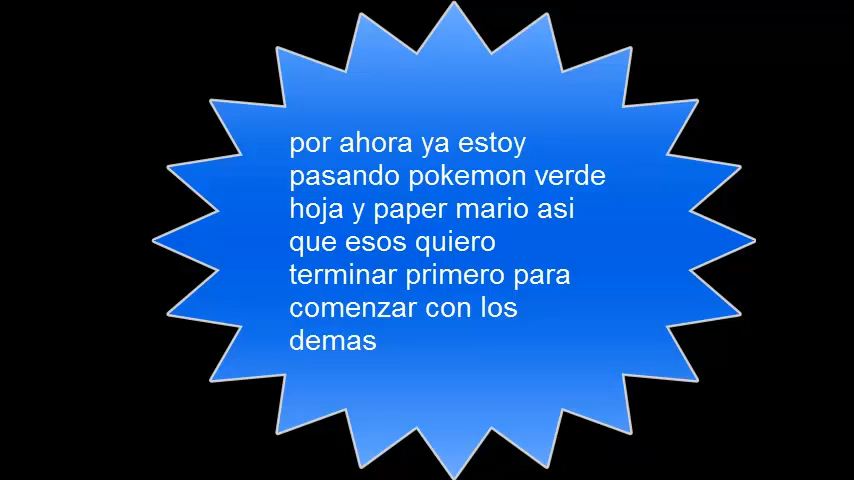 por ahora ya estoy
pasando pokemon verde
hoja y paper mario asi
que esos quiero
terminar primero para
comenzar con los
demas